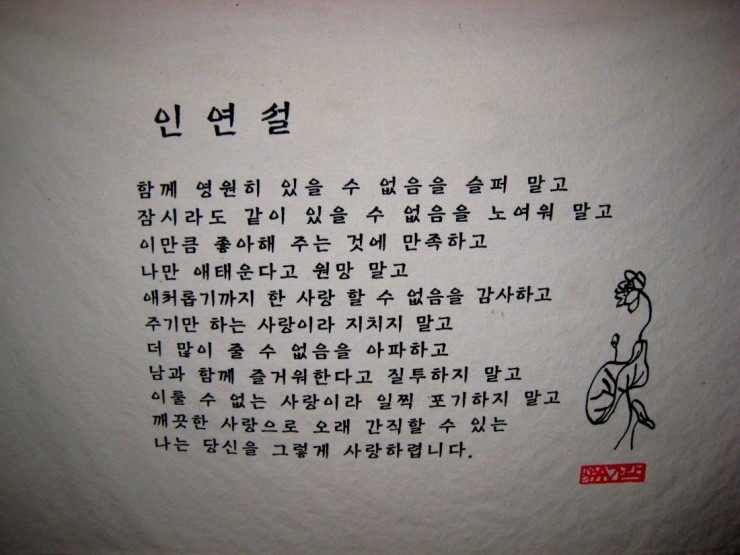 인연설
함께 영원히 있을 수 없음을 슬퍼 말고
잠시라도 같이 있을 수 없음을 노여워 말고
이만큼 좋아해 주는 것에 만족하고
나만 애태운다고 원망 말고
애처롭기까지 한 사랑 할 수 없음을 감사하고
주기만 하는 사랑이라 지치지 말고
더 많이 줄 수 없음을 아파하고
남과 함께 즐거워한다고 질투하지 말고
이룰 수 없는 사랑이라 일찍 포기하지 말고
깨끗한 사랑으로 오래 간직할 수 있는
나는 당신을 그렇게 사랑하렵니다.